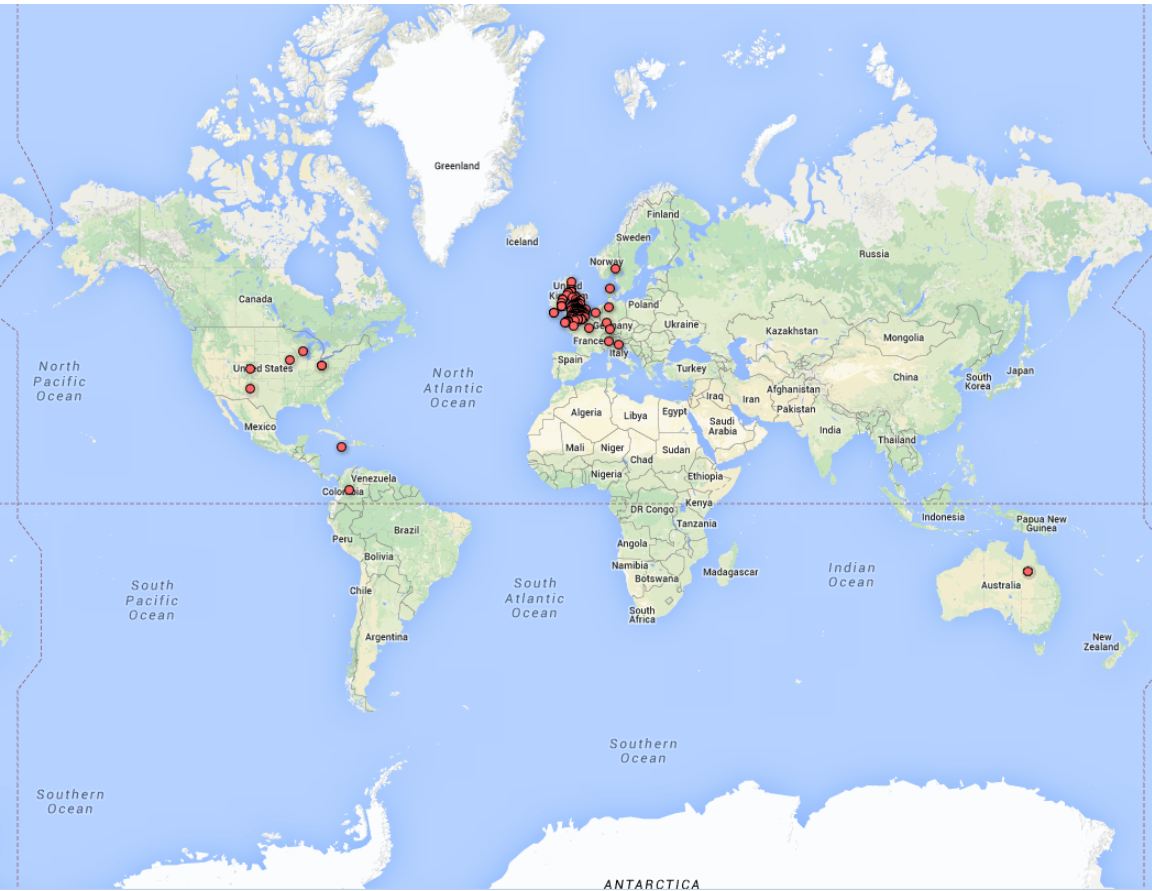 Greenland
Finland
Iceland
Sweden
Norway
Russia
United
Kingdom
Canada
Poland
Germany
Ukraine
Kazakhstan
Mongolia
France
Italy
Spain
United States
North
Pacific
Ocean
North
Atlantic
Ocean
Turkey
China
South
Korea
Japan
Iraq
Iran
Afghanistan
Pakistan
Algeria
Libya
Egypt
Saudi
Arabia
India
Mexico
Thailand
Mali
Niger
Chad
Sudan
Venezuela
Colombia
Nigeria
Ethiopia
Kenya
DR Congo
Tanzania
Indonesia
Papua New
Guinea
Brazil
Peru
Bolivia
Angola
Namibia
Botswana
Madagascar
Indian
Ocean
Australia
South
Pacific
Ocean
South
Atlantic
Ocean
Chile
South
Africa
Argentina
New
Zealand
Southern
Ocean
Southern
Ocean
ANTARCTICA